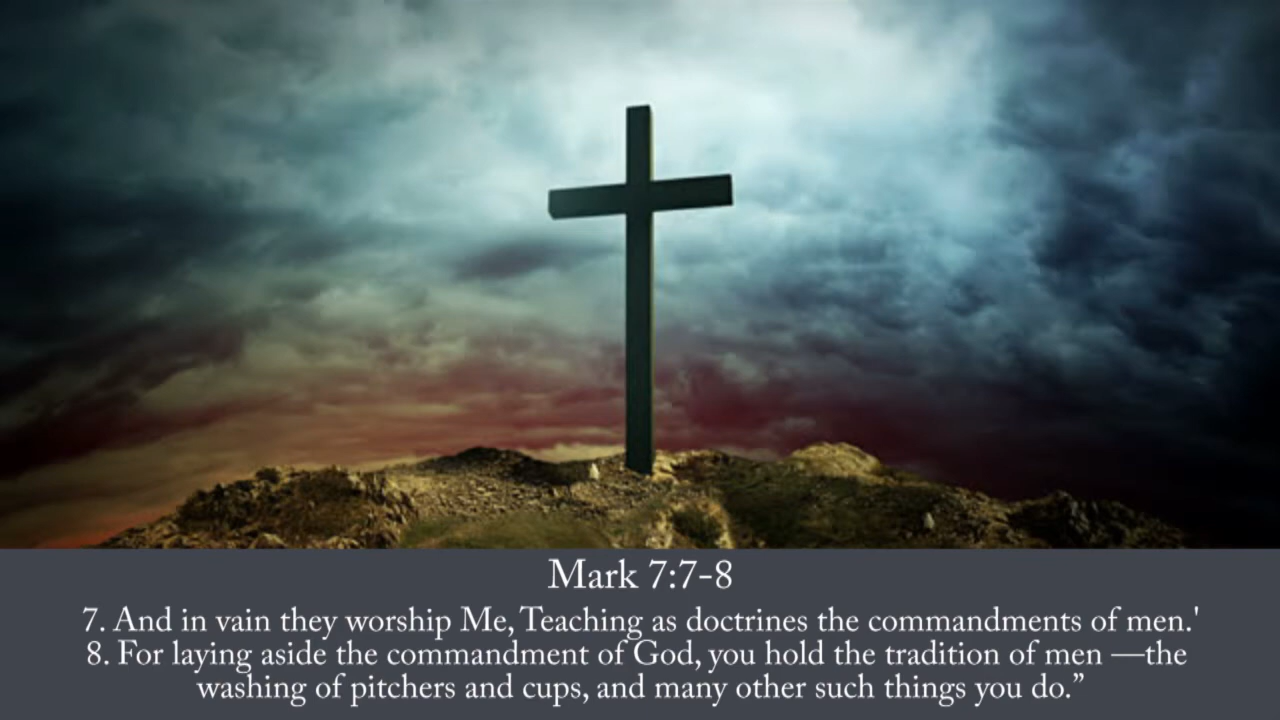 Mark 7:7-8
7. And in vain they worship Me, Teaching as doctrines the commandments of men.'
8. For laying aside the commandment of God, you hold the tradition of men —the
washing of pitchers and cups, and many other such things you do.”